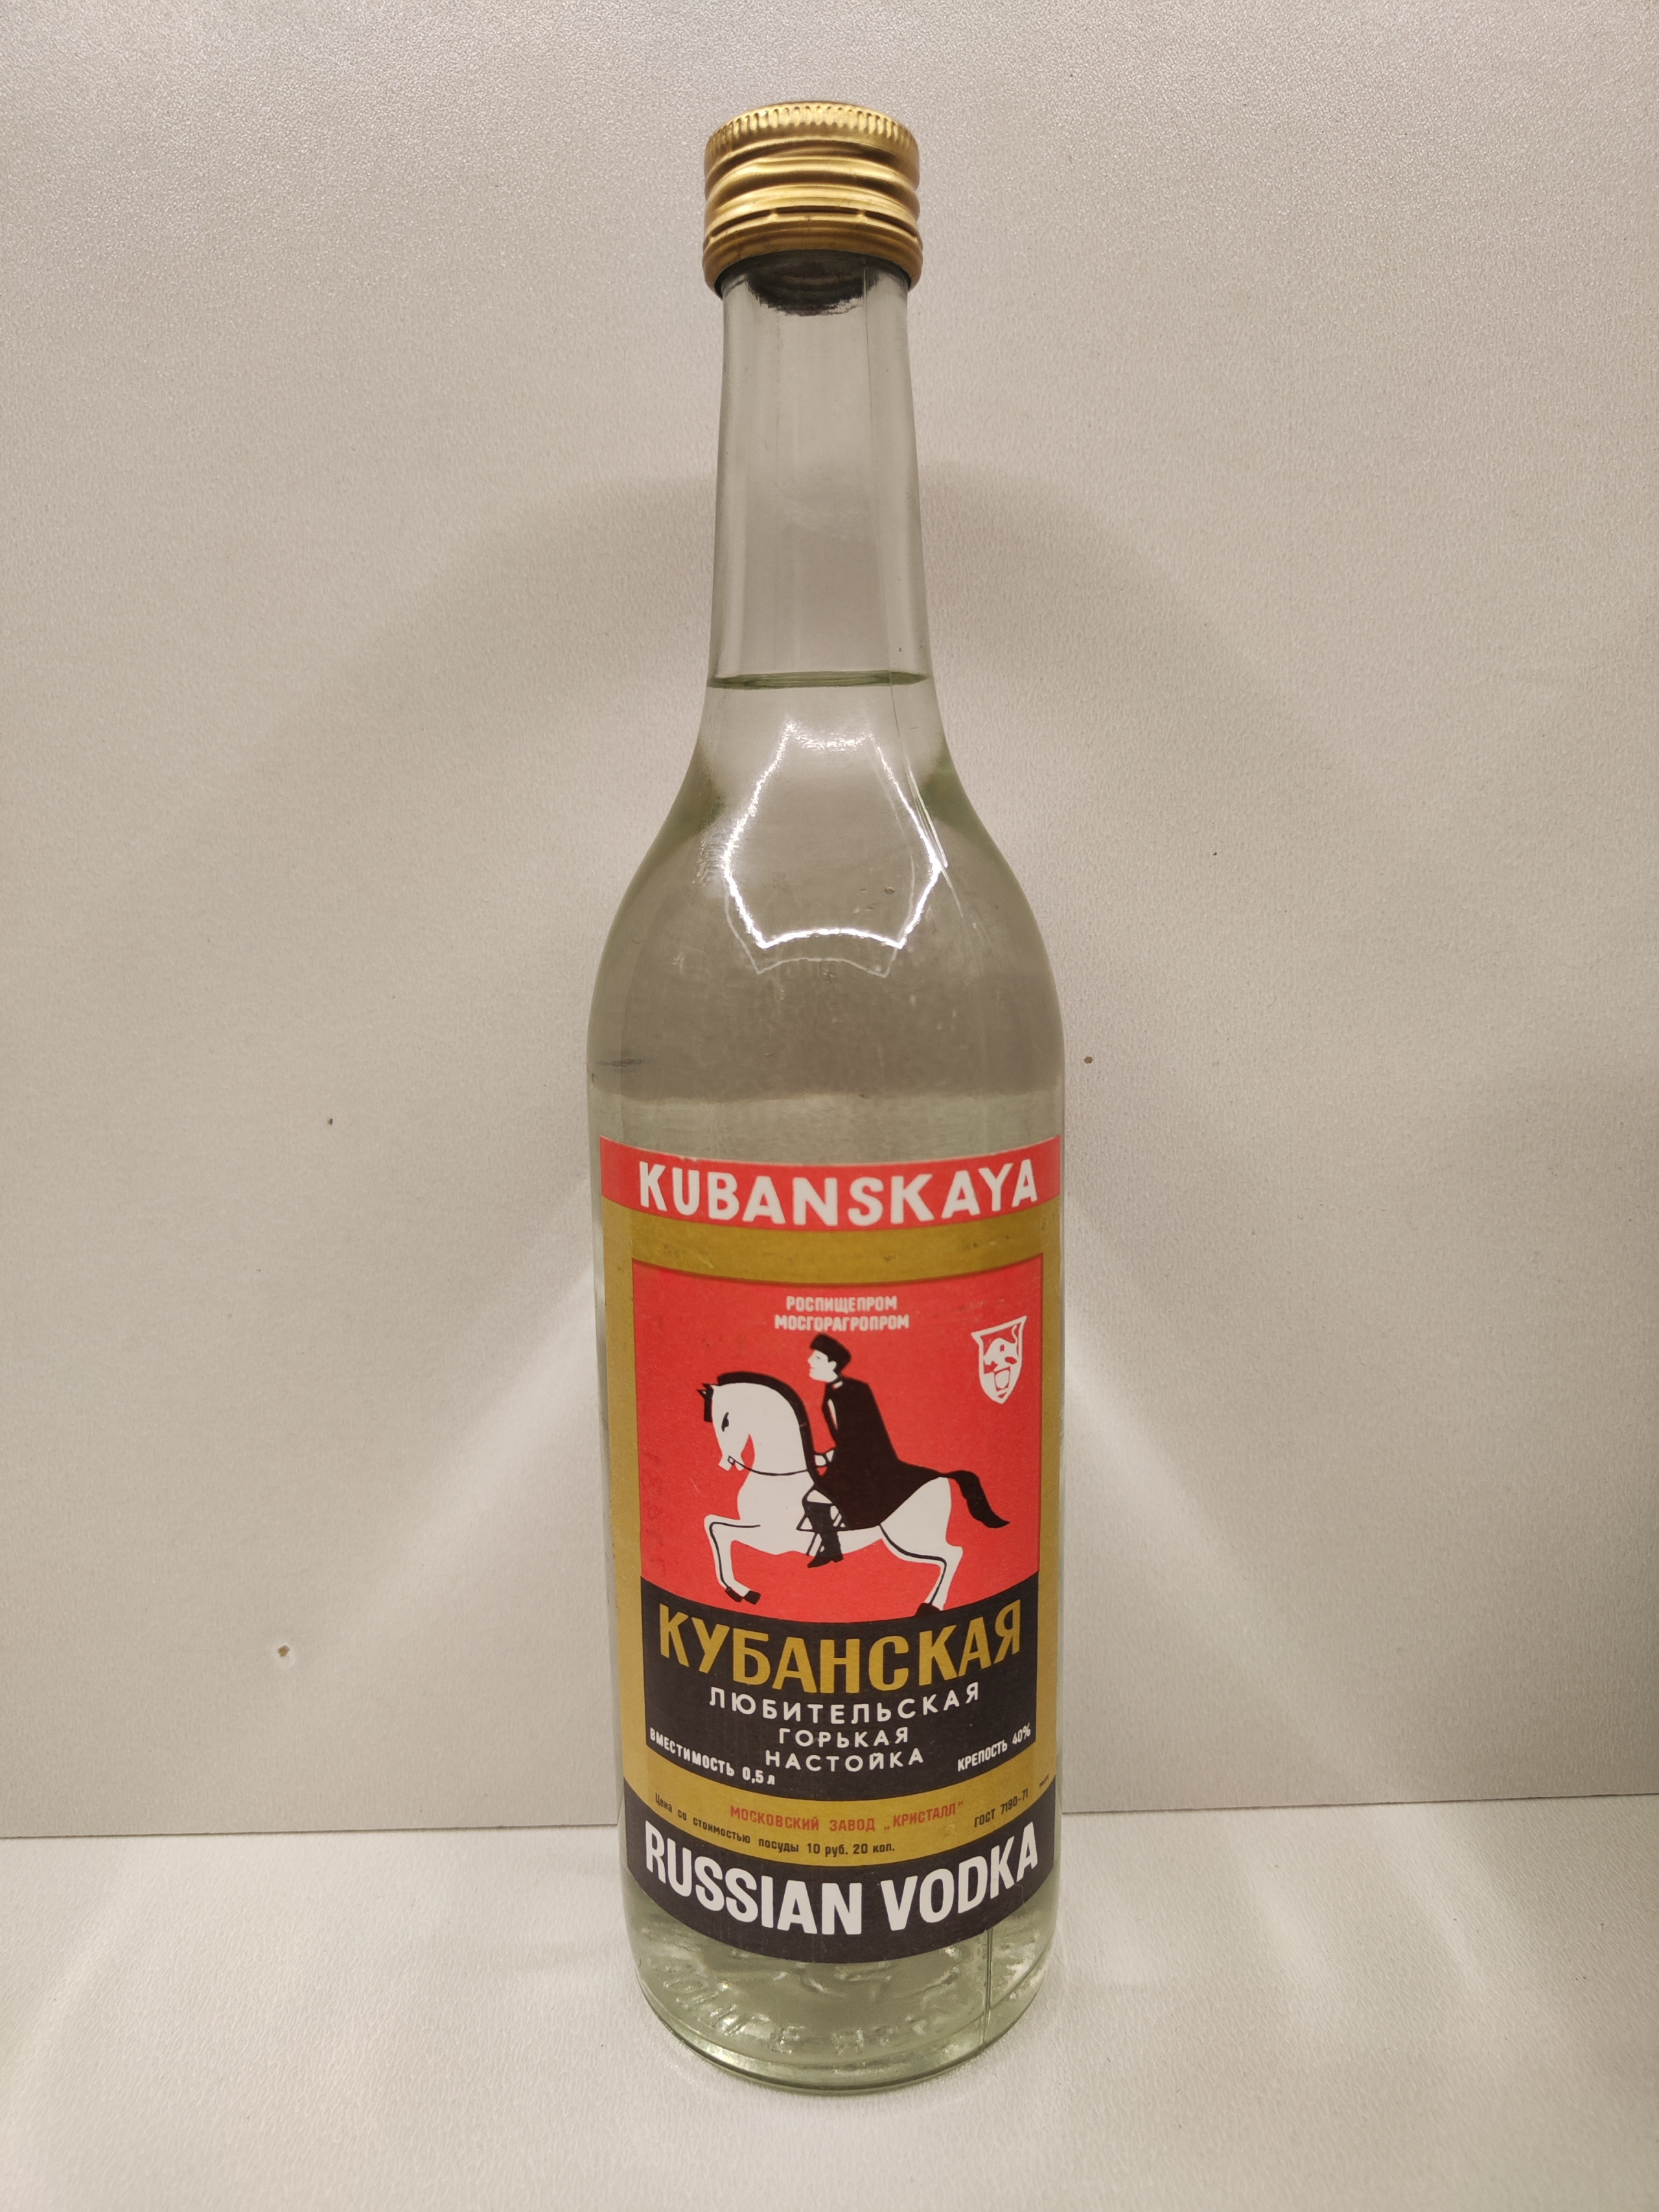 KUBANSKAYA
РОСПИЩЕПРОМ
МОСГОРАГРОПРОМ
КУБАНСКАЯ
ЛЮБИТЕЛЬСКАЯ
ГОРЬКАЯ
НАСТОЙКА
ВМЕСТИМОСТЬ 0,5 л
КРЕПОСТЬ 40%
МОСКОВСКИЙ ЗАВОД „КРИСТАЛЛ"
Цена со стоимостью посуды 10 руб. 20 коп.
ГОСТ 7190-71
RUSSIAN VODKA